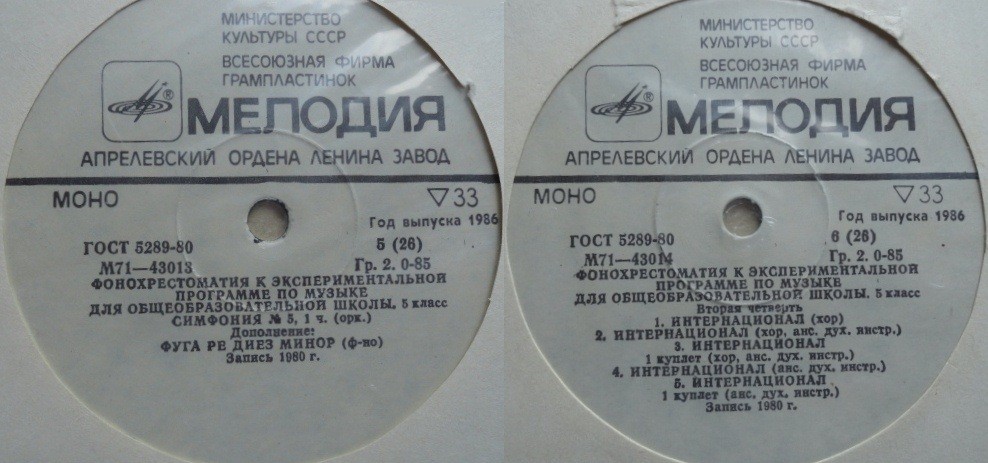 МИНИСТЕРСТВО
КУЛЬТУРЫ СССР
ВСЕСОЮЗНАЯ ФИРМА
ГРАМПЛАСТИНОК
® МЕЛОДИЯ
АПРЕЛЕВСКИЙ ОРДЕНА ЛЕНИНА ЗАВОД
МОНО ▽33
Год выпуска 1986
ГОСТ 5289-80 5 (26)
М71—43013 Гр. 2. 0-85
ФОНОХРЕСТОМАТИЯ К ЭКСПЕРИМЕНТАЛЬНОЙ
ПРОГРАММЕ ПО МУЗЫКЕ
ДЛЯ ОБЩЕОБРАЗОВАТЕЛЬНОЙ ШКОЛЫ. 5 класс
СИМФОНИЯ № 5, 1 ч. (орк.)
Дополнение:
ФУГА РЕ ДИЕЗ МИНОР (ф-но)
Запись 1980 г.
МИНИСТЕРСТВО
КУЛЬТУРЫ СССР
ВСЕСОЮЗНАЯ ФИРМА
ГРАМПЛАСТИНОК
® МЕЛОДИЯ
АПРЕЛЕВСКИЙ ОРДЕНА ЛЕНИНА ЗАВОД
МОНО ▽33
Год выпуска 1986
ГОСТ 5289-80 6 (26)
М71—43014 Гр. 2. 0-85
ФОНОХРЕСТОМАТИЯ К ЭКСПЕРИМЕНТАЛЬНОЙ
ПРОГРАММЕ ПО МУЗЫКЕ
ДЛЯ ОБЩЕОБРАЗОВАТЕЛЬНОЙ ШКОЛЫ. 5 класс
Вторая четверть
1. ИНТЕРНАЦИОНАЛ (хор)
2. ИНТЕРНАЦИОНАЛ (хор, анс. дух. инстр.)
3. ИНТЕРНАЦИОНАЛ
1 куплет (хор, анс. дух. инстр.)
4. ИНТЕРНАЦИОНАЛ (анс. дух. инстр.)
5. ИНТЕРНАЦИОНАЛ
1 куплет (анс. дух. инстр.)
Запись 1980 г.